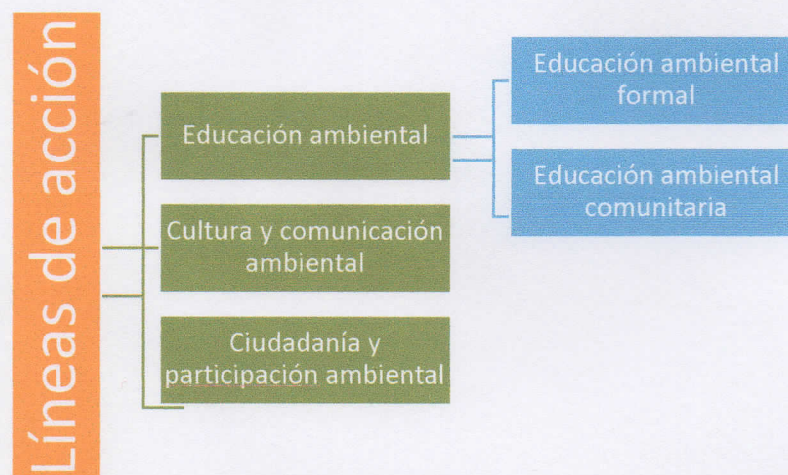 Líneas de acción
Educación ambiental
Cultura y comunicación
ambiental
Ciudadanía y
participación ambiental
Educación ambiental
formal
Educación ambiental
comunitaria